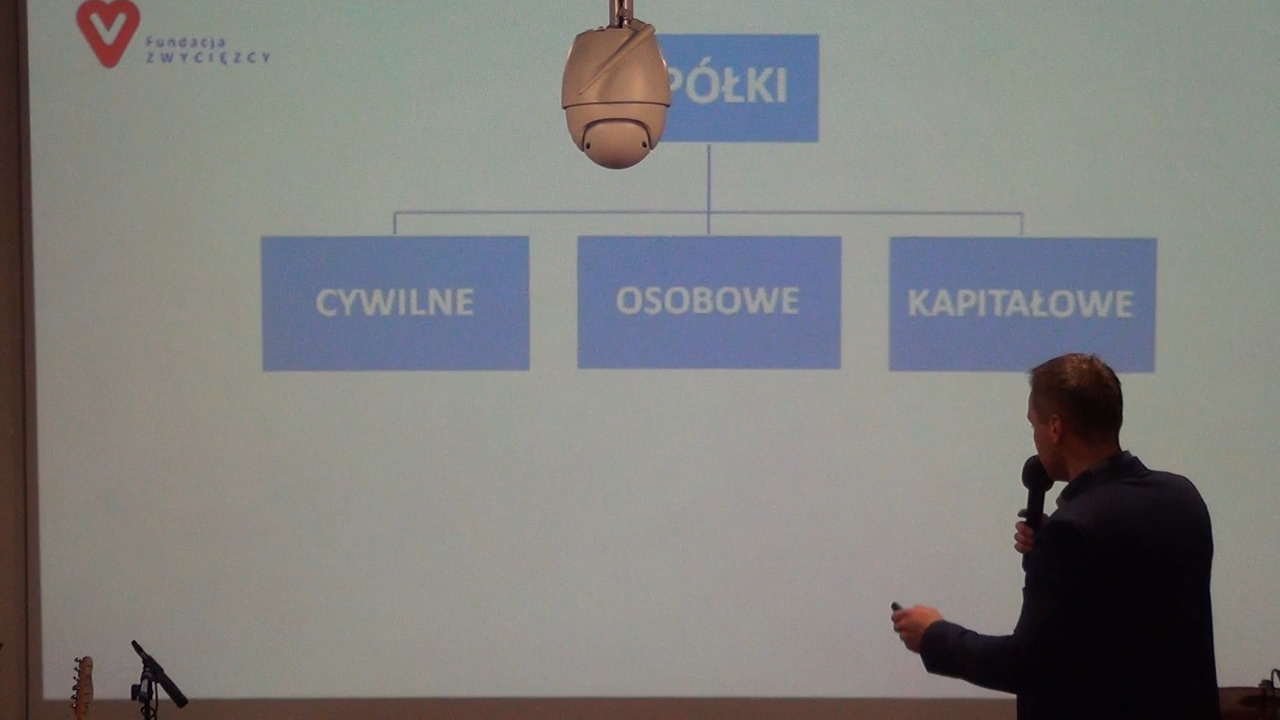 Fundacja
ZWYCIĘZCY
PÓŁKI
CYWILNE
OSOBOWE
KAPITAŁOWE